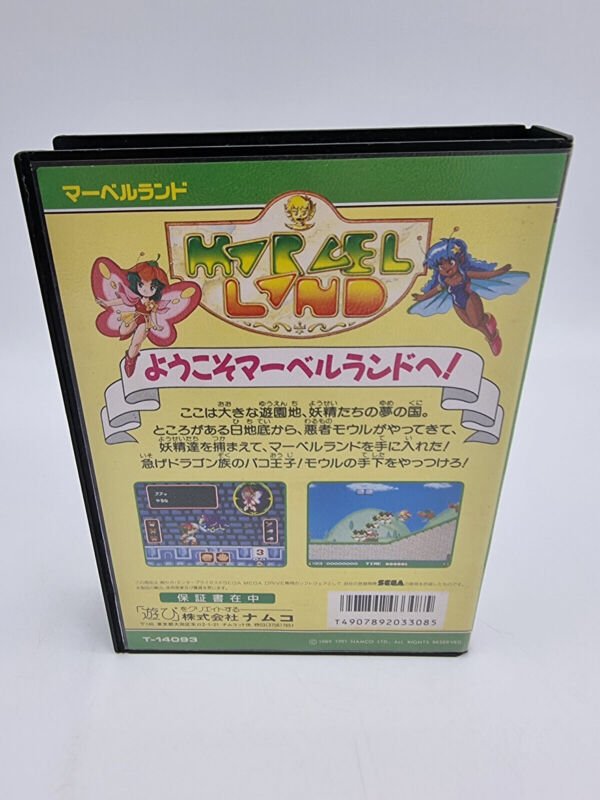 マーベルランド
MARVEL
LAND
ようこそマーベルランドへ!
ここは大きな遊園地、妖精たちの夢の国。
ところがある日地底から、悪者モウルがやってきて、
妖精達を捕まえて、マーベルランドを手に入れた!
急げドラゴン族のパコ王子!モウルの手下をやっつけろ!
3
TIME
SEGA
保証書在中
「遊び」をクリエイトする
株式会社ナムコ
T4907892033085
T-14093
© 1989 1991 NAMCO LTD., ALL RIGHTS RESERVED